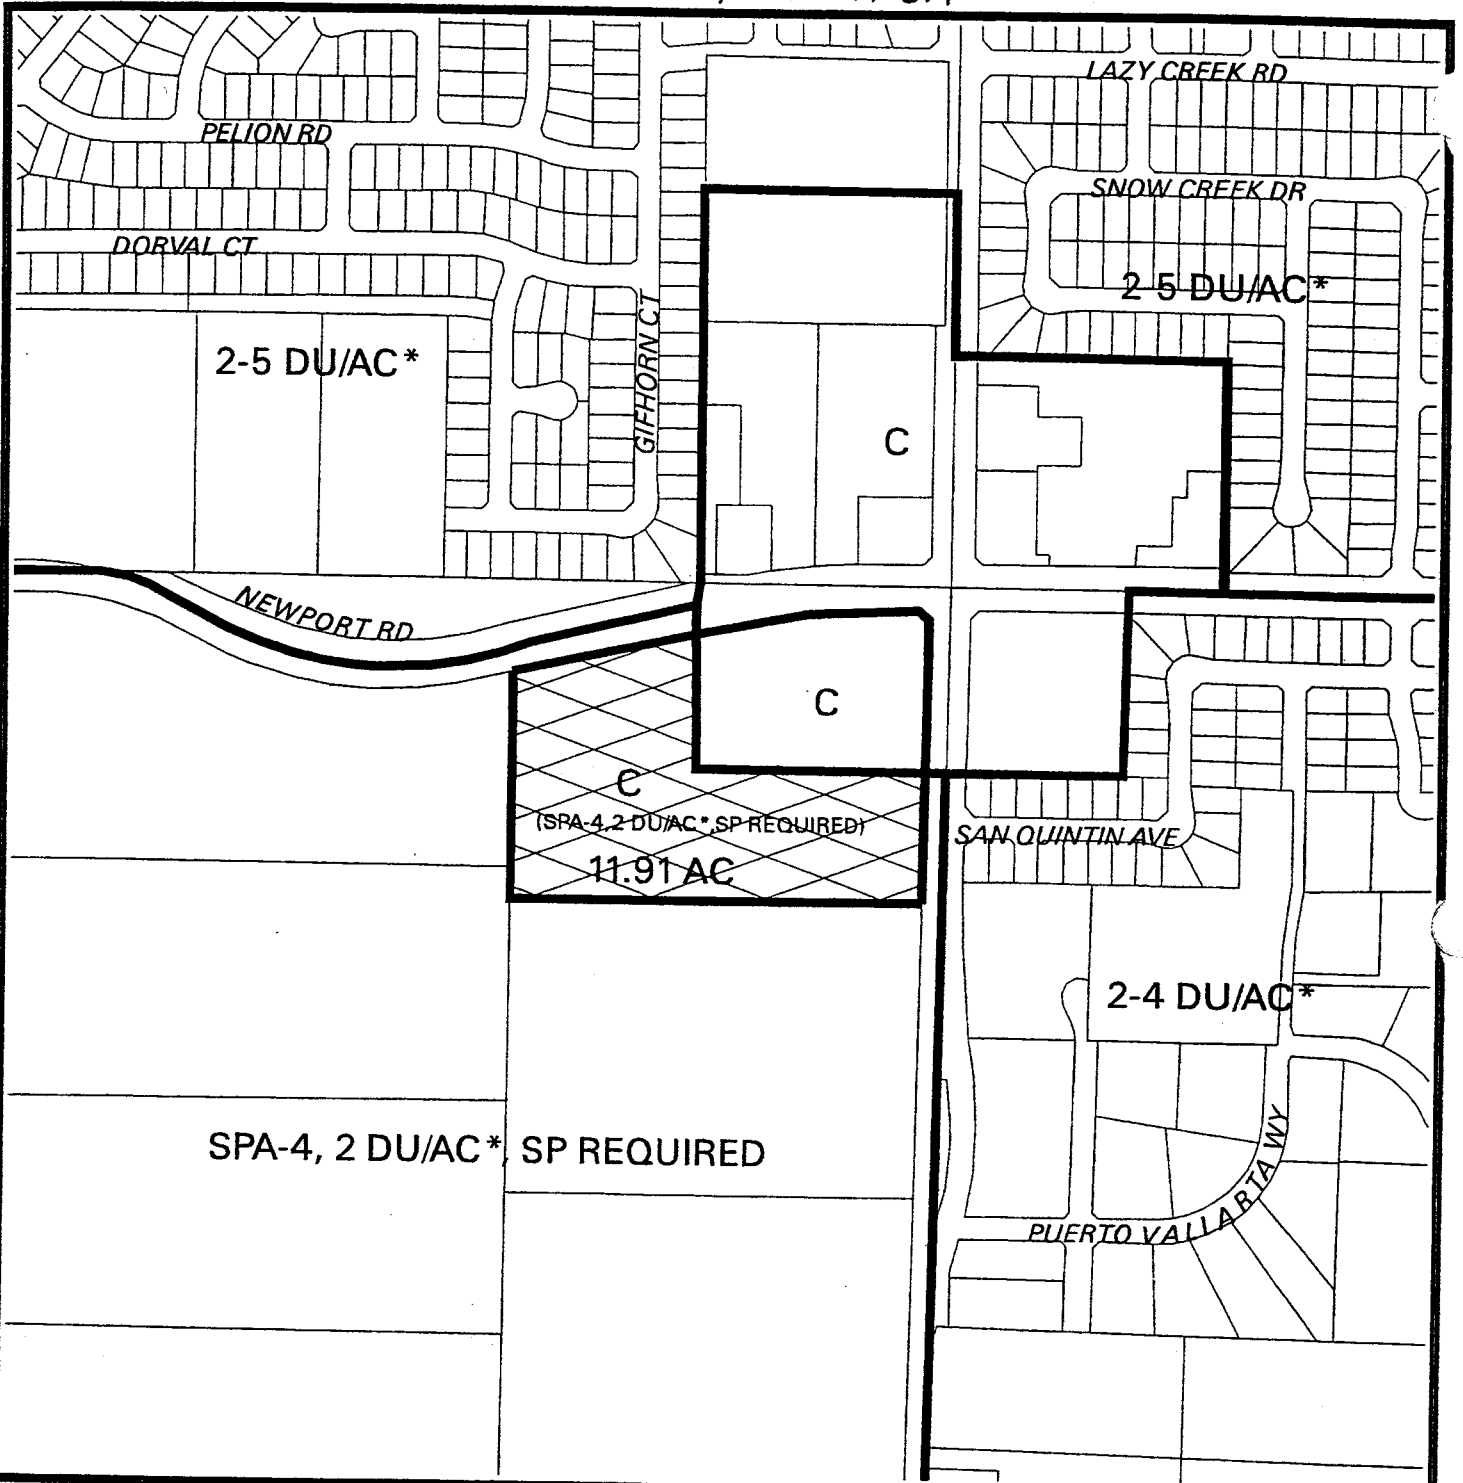 LAZY CREEK RD
PELION RD
SNOW CREEK DR
DORVAL CT
2-5 DU/AC*
GIFHORN CT
2-5 DU/AC*
C
NEWPORT RD
C
C
(SPA-4,2 DU/AC*,SP REQUIRED)
11.91 AC
SAN QUINTIN AVE
2-4 DU/AC*
SPA-4, 2 DU/AC*, SP REQUIRED
PUERTO VALLARTA WY